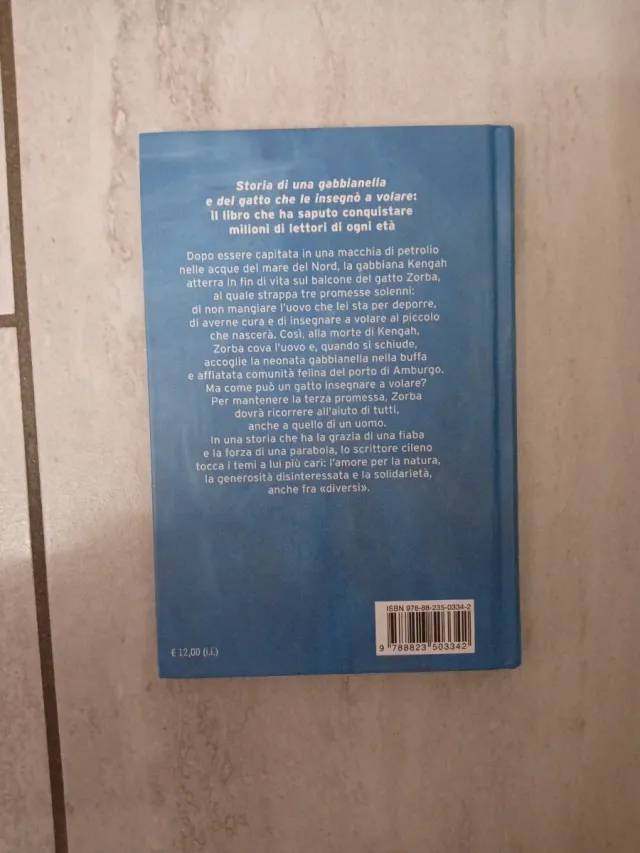 Storia di una gabbianella
e del gatto che le insegnò a volare:
il libro che ha saputo conquistare
milioni di lettori di ogni età
Dopo essere capitata in una macchia di petrolio
nelle acque del mare del Nord, la gabbiana Kengah
atterra in fin di vita sul balcone del gatto Zorba,
al quale strappa tre promesse solenni:
di non mangiare l'uovo che lei sta per deporre,
di averne cura e di insegnare a volare al piccolo
che nascerà. Così, alla morte di Kengah,
Zorba cova l'uovo e, quando si schiude,
accoglie la neonata gabbianella nella buffa
e affiatata comunità felina del porto di Amburgo.
Ma come può un gatto insegnare a volare?
Per mantenere la terza promessa, Zorba
dovrà ricorrere all'aiuto di tutti,
anche a quello di un uomo.
In una storia che ha la grazia di una fiaba
e la forza di una parabola, lo scrittore cileno
tocca i temi a lui più cari: l'amore per la natura,
la generosità disinteressata e la solidarietà,
anche fra «diversi».
ISBN 978-88-235-0334-2
9 788823 503342
€ 12,00 (i.i.)